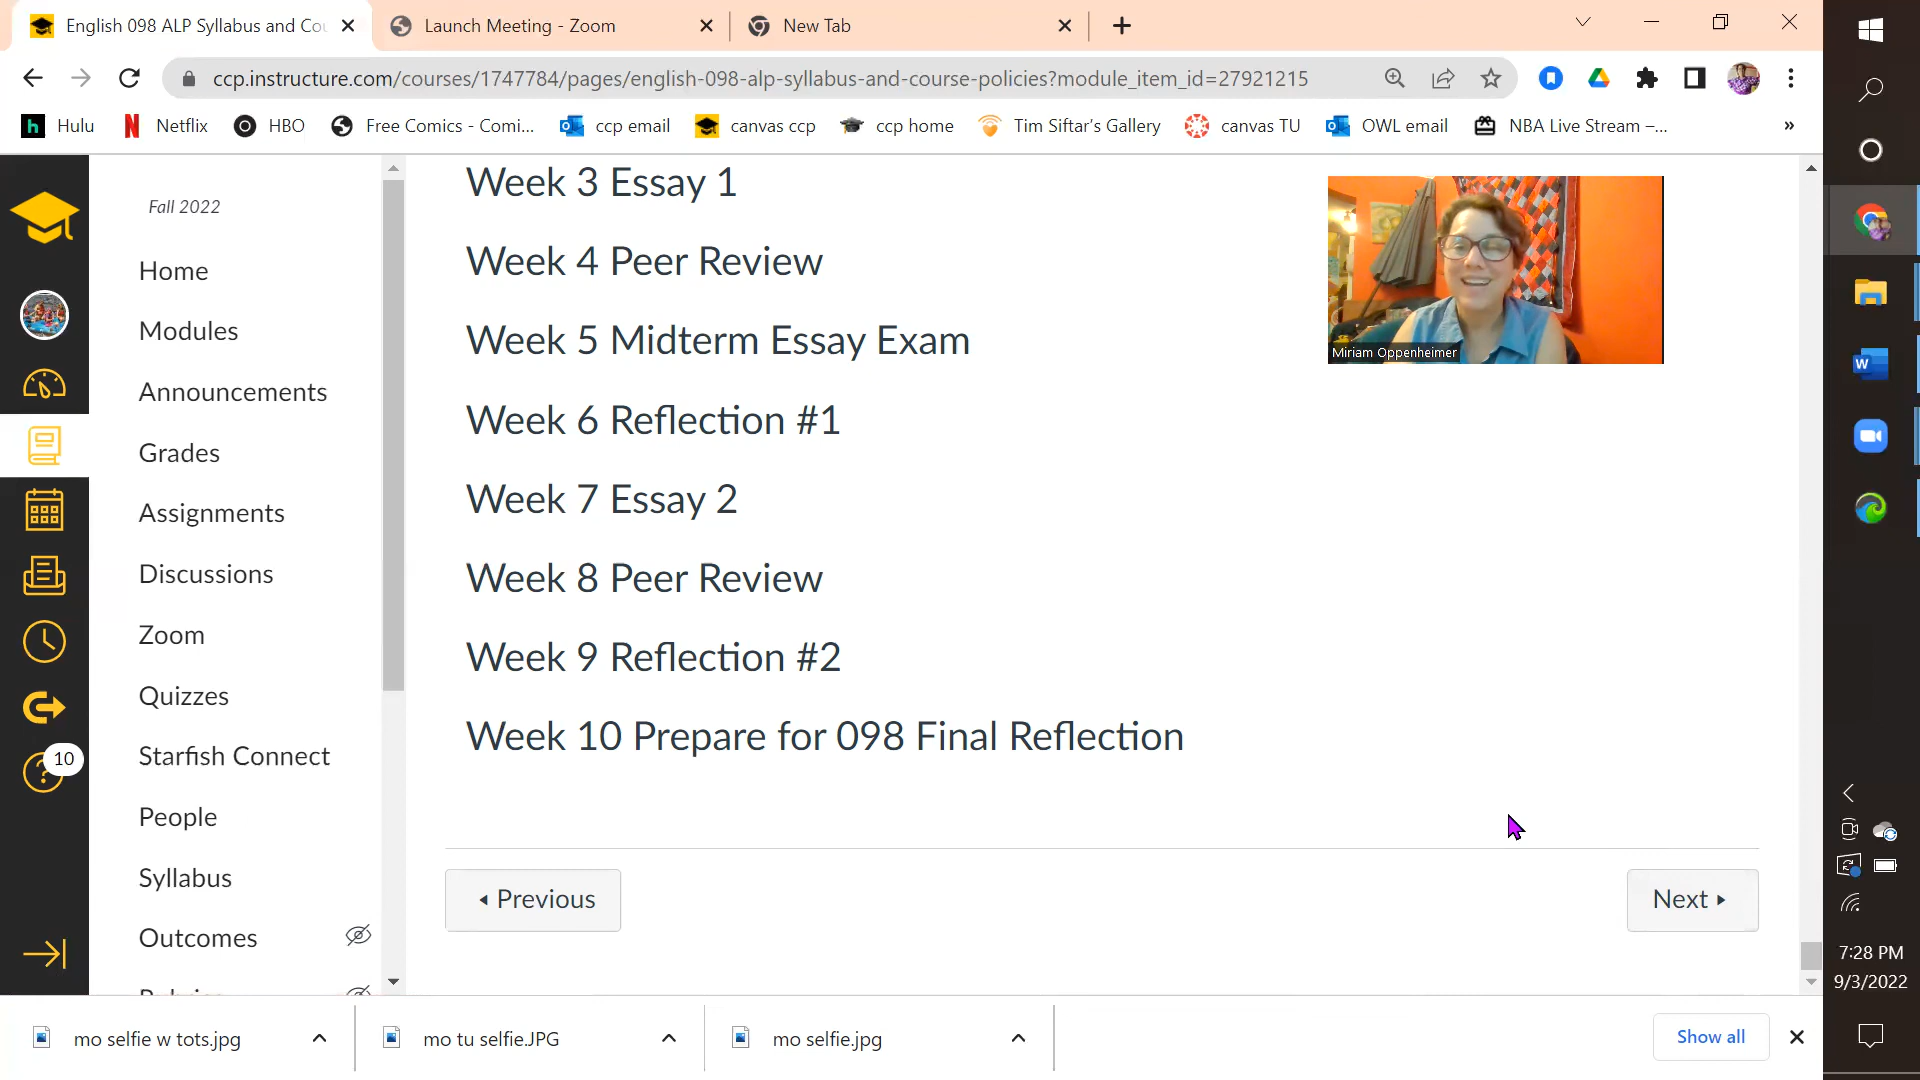 English 098 ALP Syllabus and Cou
Launch Meeting - Zoom
New Tab
ccp.instructure.com/courses/1747784/pages/english-098-alp-syllabus-and-course-policies?module_item_id=27921215
Hulu
Netflix
HBO
Free Comics - Comi...
ccp email
canvas ccp
ccp home
Tim Siftar's Gallery
canvas TU
OWL email
NBA Live Stream –...
»
Fall 2022
Home
Modules
Announcements
Grades
Assignments
Discussions
Zoom
Quizzes
Starfish Connect
People
Syllabus
Outcomes
10
Week 3 Essay 1
Week 4 Peer Review
Week 5 Midterm Essay Exam
Week 6 Reflection #1
Week 7 Essay 2
Week 8 Peer Review
Week 9 Reflection #2
Week 10 Prepare for 098 Final Reflection
Miriam Oppenheimer
Previous
Next
7:28 PM
9/3/2022
mo selfie w tots.jpg
mo tu selfie.JPG
mo selfie.jpg
Show all